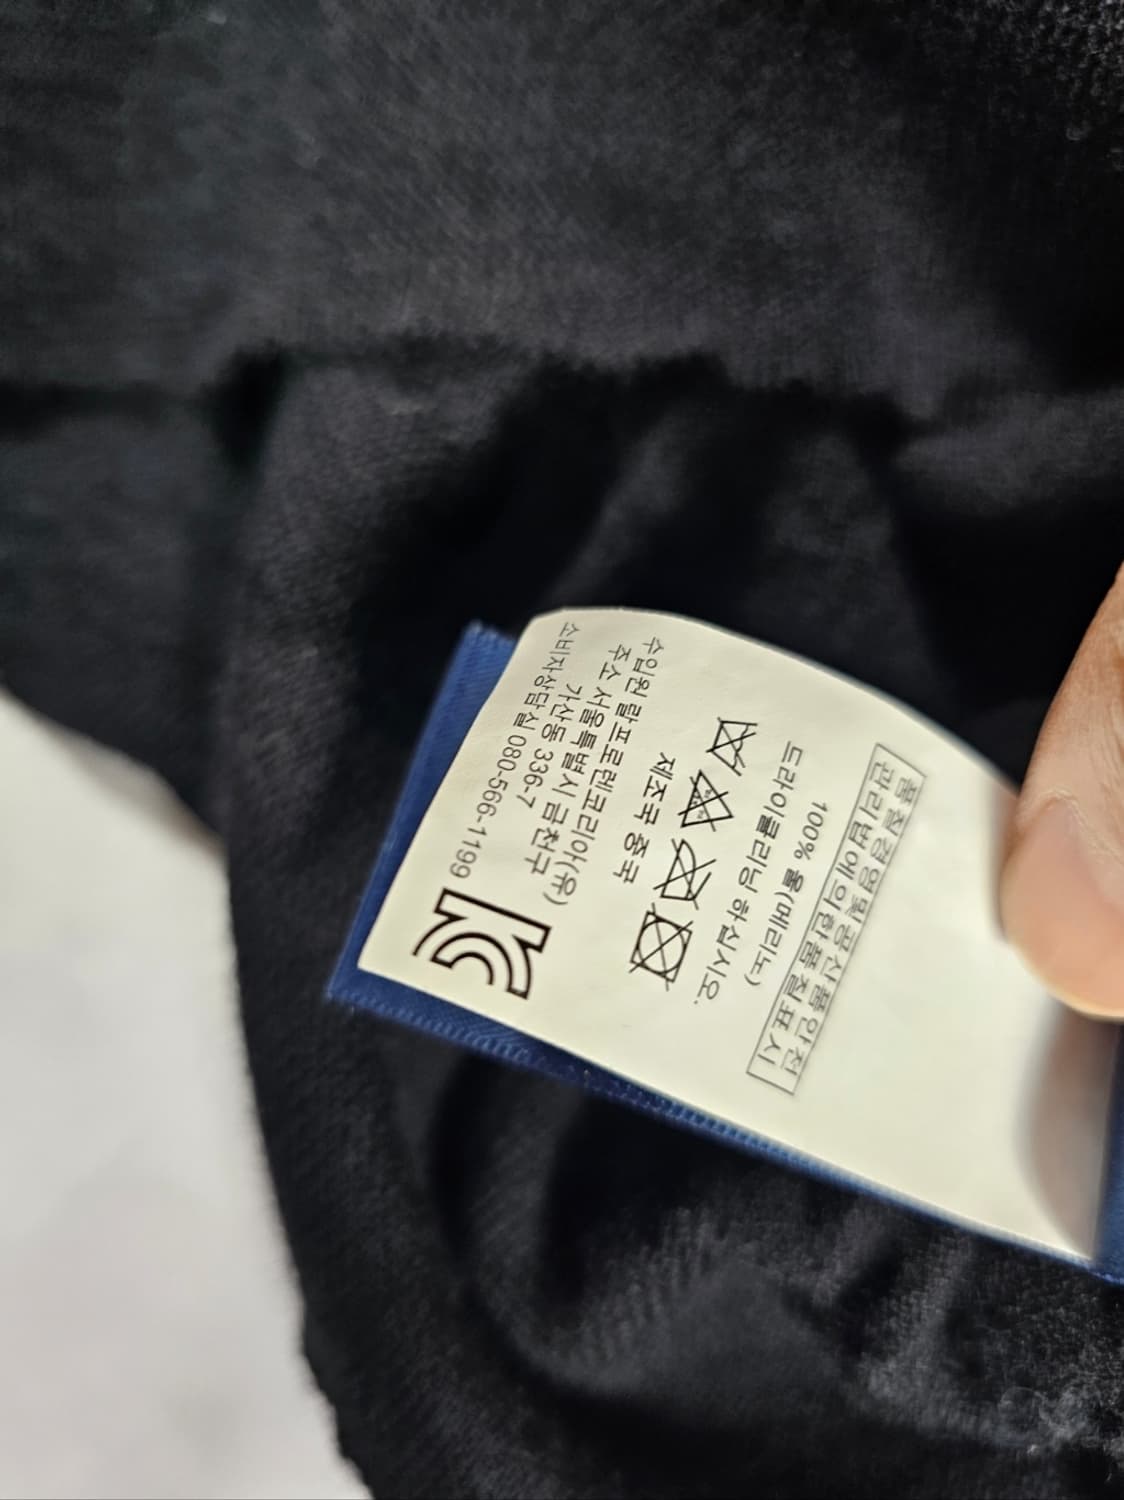 품질경영및공산품안전
관리법에의한품질표시
100% 울(메리노)
드라이클리닝 하십시오.
제조국 중국
수입원 랄프로렌코리아(유)
주소 서울특별시 금천구
가산동 336-7
소비자상담실 080-566-1199
KC